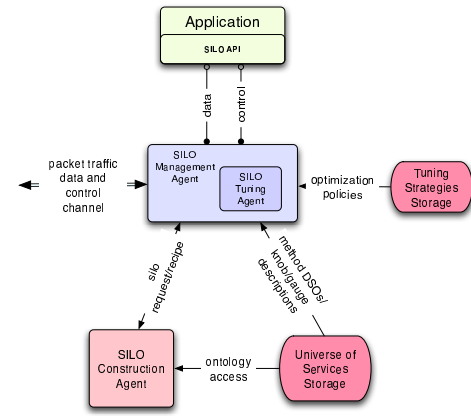 Application
SILO API
data
control
SILO
Management
Agent
SILO
Tuning
Agent
packet traffic
data and
control
channel
optimization
policies
Tuning
Strategies
Storage
silo
request/recipe
method DSOs/
knob/gauge
descriptions
SILO
Construction
Agent
ontology
access
Universe of
Services
Storage